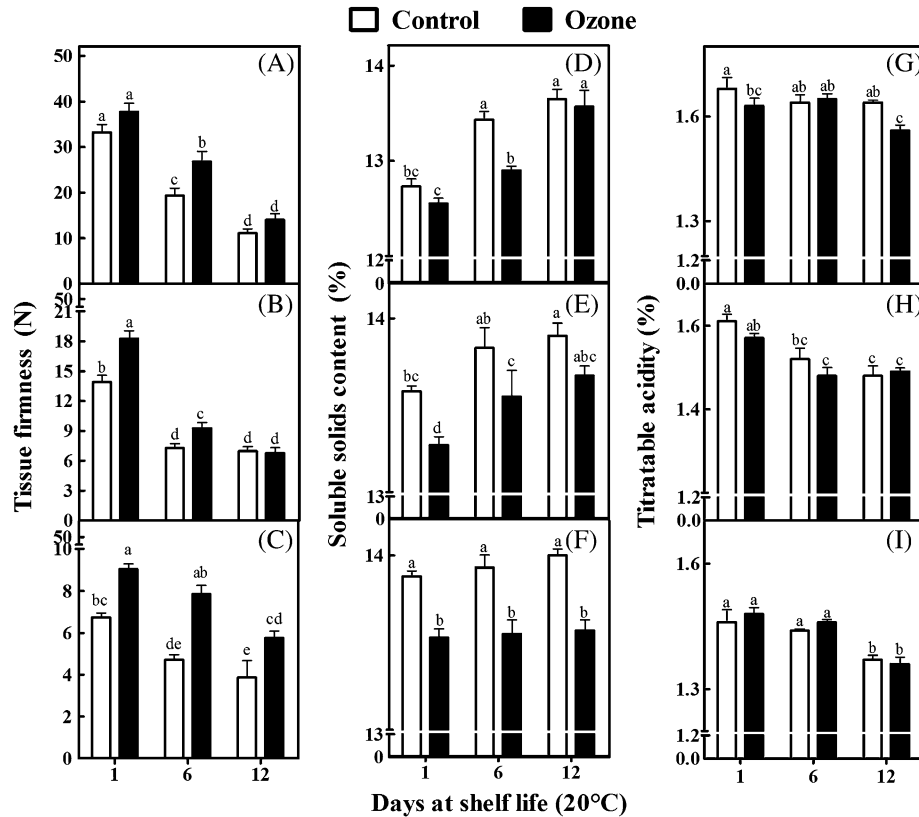 Control Ozone
(A)
50
40
30
20
10
0
a a c b d d
(B)
50
21
18
15
12
9
6
3
0
b a d c d d
(C)
50
10
8
6
4
2
0
bc a de ab e cd
1 6 12
Tissue firmness (N)
(D)
14
13
12
0
bc c a b a a
(E)
14
13
0
bc d ab c a abc
(F)
14
13
0
a b a b a b
1 6 12
Soluble solids content (%)
(G)
1.6
1.3
1.2
0.0
a bc ab ab ab c
(H)
1.6
1.4
1.2
0.0
a ab bc c c c
(I)
1.6
1.3
1.2
0.0
a a a a b b
1 6 12
Titratable acidity (%)
Days at shelf life (20°C)